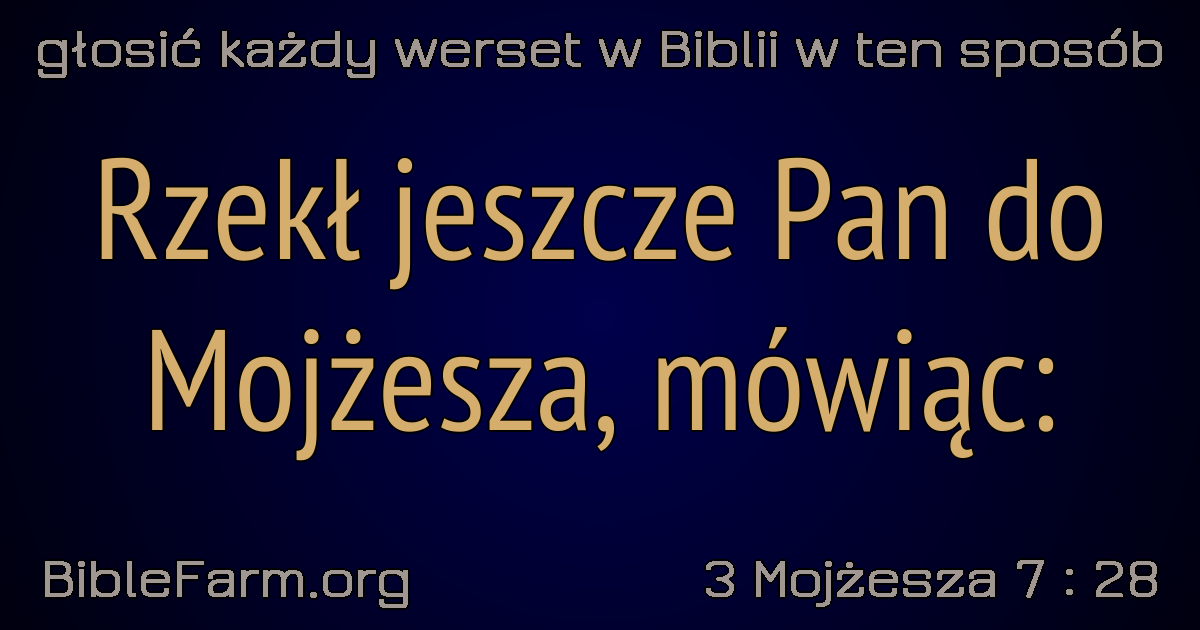 głosić każdy werset w Biblii w ten sposób
Rzekł jeszcze Pan do
Mojżesza, mówiąc:
BibleFarm.org
3 Mojżesza 7 : 28